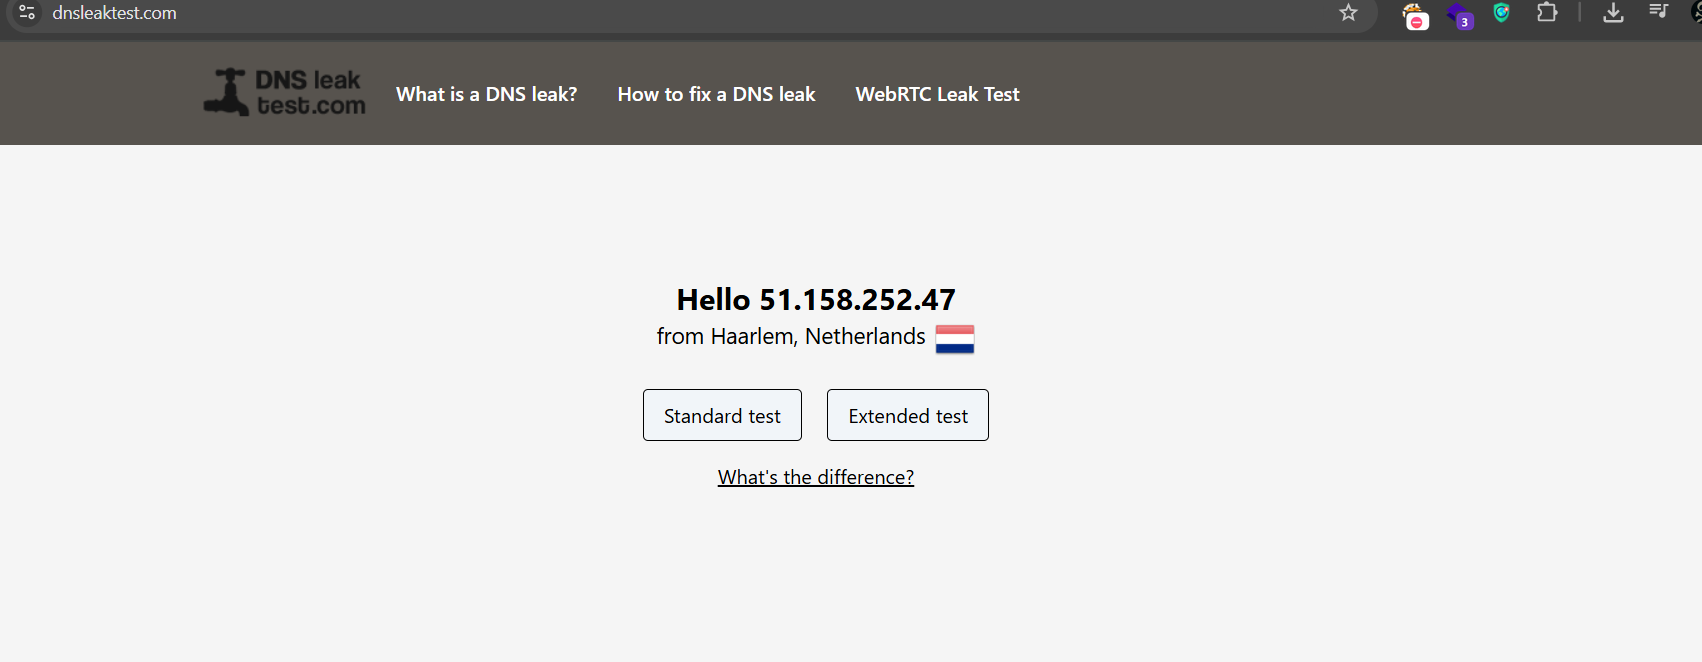 dnsleaktest.com
3
DNS leak
test.com
What is a DNS leak?
How to fix a DNS leak
WebRTC Leak Test
Hello 51.158.252.47
from Haarlem, Netherlands
Standard test
Extended test
What's the difference?